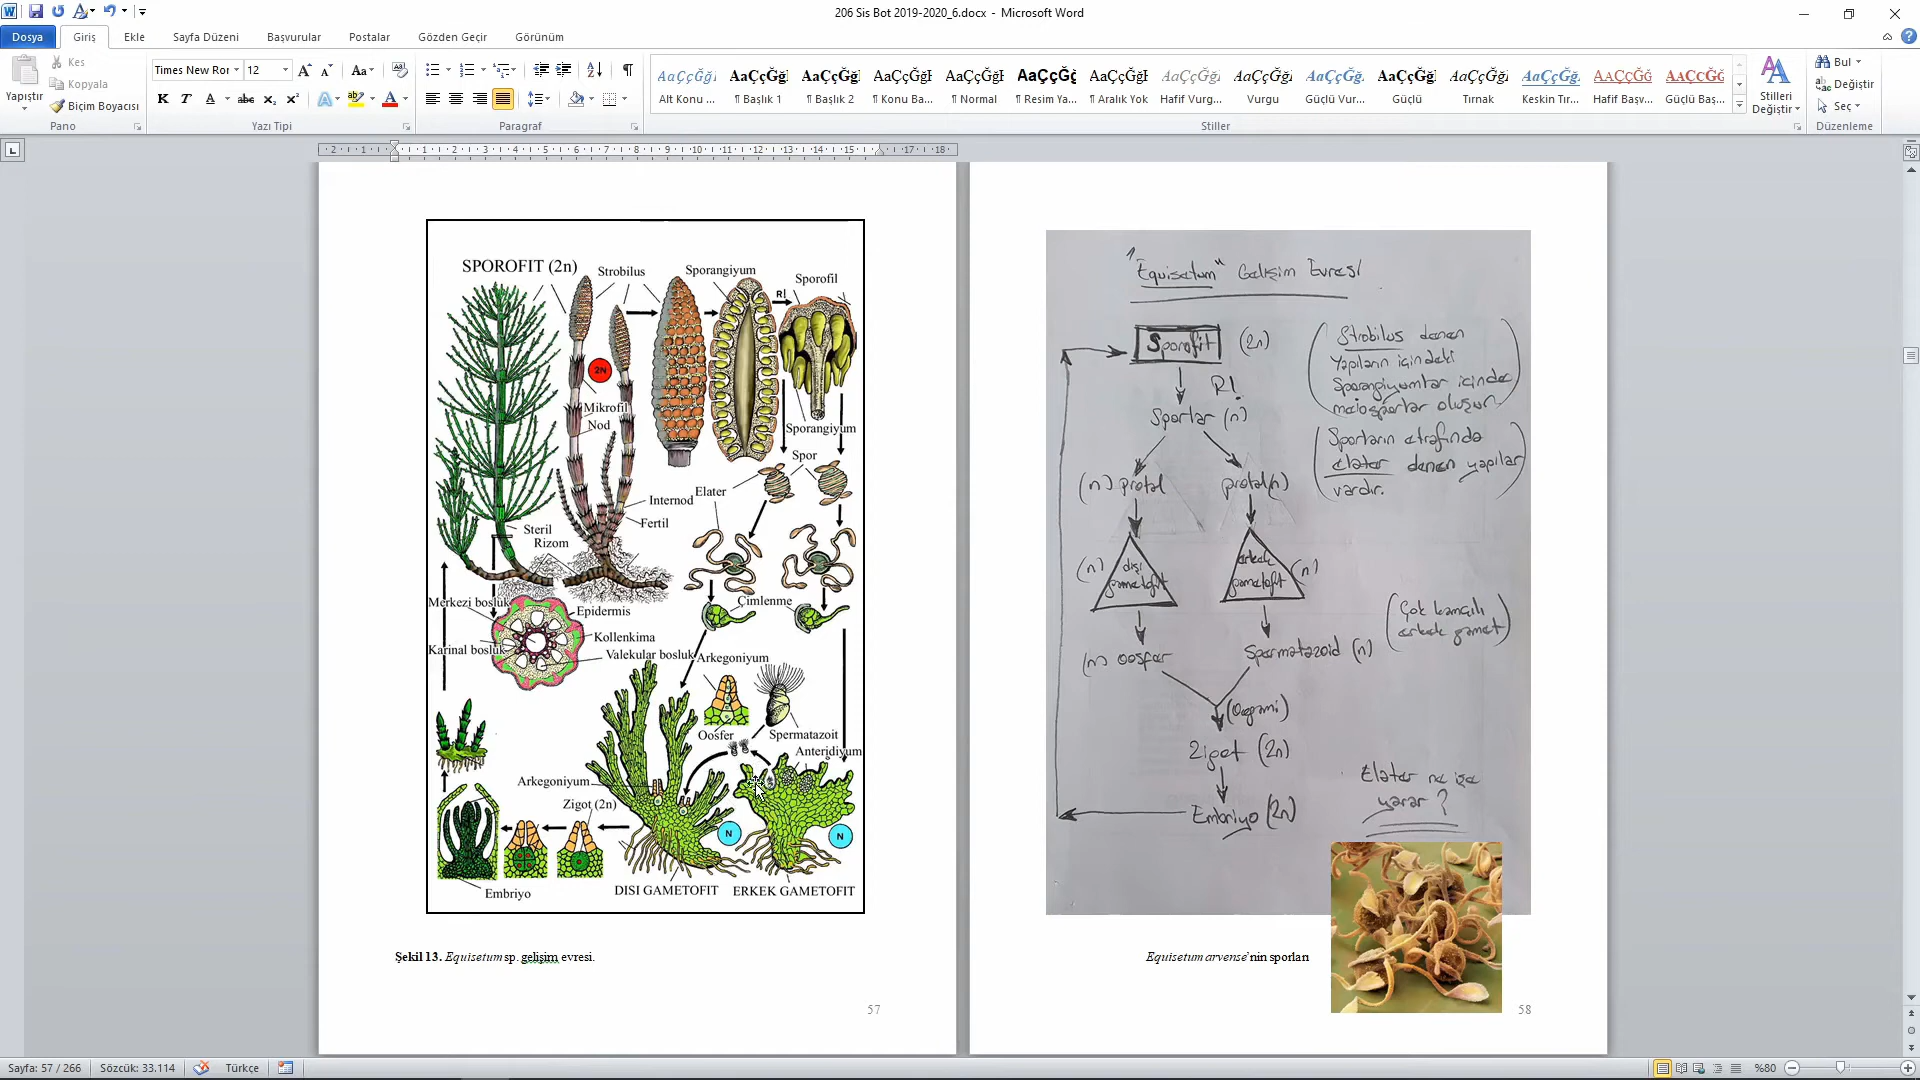 206 Sis Bot 2019-2020_6.docx - Microsoft Word
Dosya Giriş Ekle Sayfa Düzeni Başvurular Postalar Gözden Geçir Görünüm
Yapıştır
Kes
Kopyala
Biçim Boyacısı
Pano
Times New Ror 12
Yazı Tipi
Paragraf
Alt Konu ... ¶ Başlık 1 ¶ Başlık 2 ¶ Konu Ba... ¶ Normal ¶ Resim Ya... ¶ Aralık Yok Hafif Vurg... Vurgu Güçlü Vur... Güçlü Tırnak Keskin Tır... Hafif Başv... Güçlü Baş...
Stiller
Stilleri
Değiştir
Bul
Değiştir
Seç
Düzenleme
SPOROFIT (2n)
Strobilus
Sporangiyum
Sporofil
R!
2N
Mikrofil
Nod
Sporangiyum
Spor
Elater
Internod
Fertil
Steril
Rizom
Merkezi bosluk
Epidermis
Çimlenme
Kollenkima
Karinal bosluk
Valekular bosluk
Arkegoniyum
Oosfer
Spermatazoit
Anteridiyum
Arkegoniyum
Zigot (2n)
N
N
Embriyo
DISI GAMETOFIT
ERKEK GAMETOFIT
Şekil 13. Equisetum sp. gelişim evresi.
57
"Equisetum" Gelişim Evresi
Sporofit (2n)
R!
Sporlar (n)
(n) protal
protal (n)
(n) dişi gametofit
erkek gametofit (n)
(n) oosfer
Spermatazoid (n)
(Oogami)
Zigot (2n)
Embriyo (2n)
(Strobilus denen
yapıların içindeki
Sporangiyumlar içinde
meiosporlar oluşur)
(Sporların etrafında
elater denen yapılar
vardır.)
(Çok kamçılı
erkek gamet)
Elater ne işe
yarar?
Equisetum arvense'nin sporları
58
Sayfa: 57 / 266 Sözcük: 33.114 Türkçe
%80